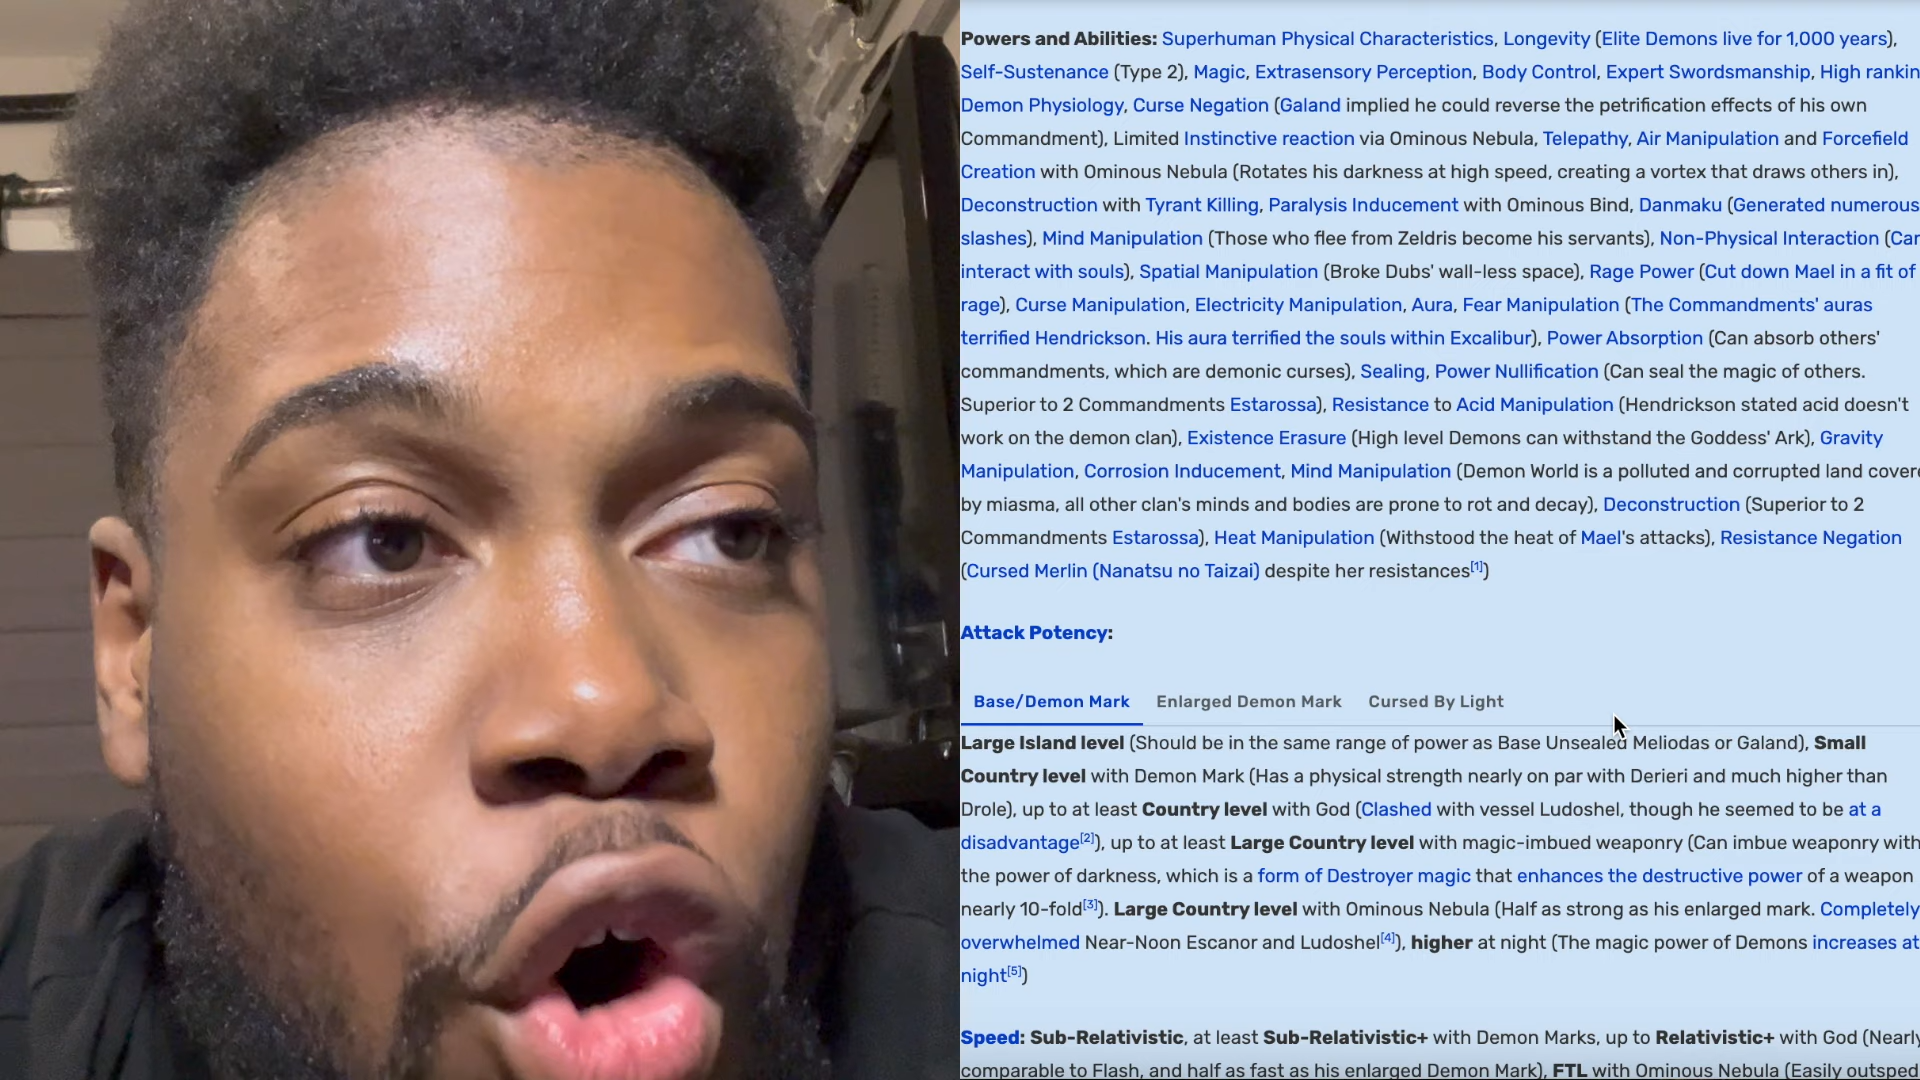 Powers and Abilities: Superhuman Physical Characteristics, Longevity (Elite Demons live for 1,000 years),
Self-Sustenance (Type 2), Magic, Extrasensory Perception, Body Control, Expert Swordsmanship, High rankin
Demon Physiology, Curse Negation (Galand implied he could reverse the petrification effects of his own
Commandment), Limited Instinctive reaction via Ominous Nebula, Telepathy, Air Manipulation and Forcefield
Creation with Ominous Nebula (Rotates his darkness at high speed, creating a vortex that draws others in),
Deconstruction with Tyrant Killing, Paralysis Inducement with Ominous Bind, Danmaku (Generated numerous
slashes), Mind Manipulation (Those who flee from Zeldris become his servants), Non-Physical Interaction (Can
interact with souls), Spatial Manipulation (Broke Dubs' wall-less space), Rage Power (Cut down Mael in a fit of
rage), Curse Manipulation, Electricity Manipulation, Aura, Fear Manipulation (The Commandments' auras
terrified Hendrickson. His aura terrified the souls within Excalibur), Power Absorption (Can absorb others'
commandments, which are demonic curses), Sealing, Power Nullification (Can seal the magic of others.
Superior to 2 Commandments Estarossa), Resistance to Acid Manipulation (Hendrickson stated acid doesn't
work on the demon clan), Existence Erasure (High level Demons can withstand the Goddess' Ark), Gravity
Manipulation, Corrosion Inducement, Mind Manipulation (Demon World is a polluted and corrupted land covere
by miasma, all other clan's minds and bodies are prone to rot and decay), Deconstruction (Superior to 2
Commandments Estarossa), Heat Manipulation (Withstood the heat of Mael's attacks), Resistance Negation
(Cursed Merlin (Nanatsu no Taizai) despite her resistances[1])
Attack Potency:
Base/Demon Mark Enlarged Demon Mark Cursed By Light
Large Island level (Should be in the same range of power as Base Unsealed Meliodas or Galand), Small
Country level with Demon Mark (Has a physical strength nearly on par with Derieri and much higher than
Drole), up to at least Country level with God (Clashed with vessel Ludoshel, though he seemed to be at a
disadvantage[2]), up to at least Large Country level with magic-imbued weaponry (Can imbue weaponry with
the power of darkness, which is a form of Destroyer magic that enhances the destructive power of a weapon
nearly 10-fold[3]). Large Country level with Ominous Nebula (Half as strong as his enlarged mark. Completely
overwhelmed Near-Noon Escanor and Ludoshel[4]), higher at night (The magic power of Demons increases at
night[5])
Speed: Sub-Relativistic, at least Sub-Relativistic+ with Demon Marks, up to Relativistic+ with God (Nearly
comparable to Flash, and half as fast as his enlarged Demon Mark), FTL with Ominous Nebula (Easily outsped